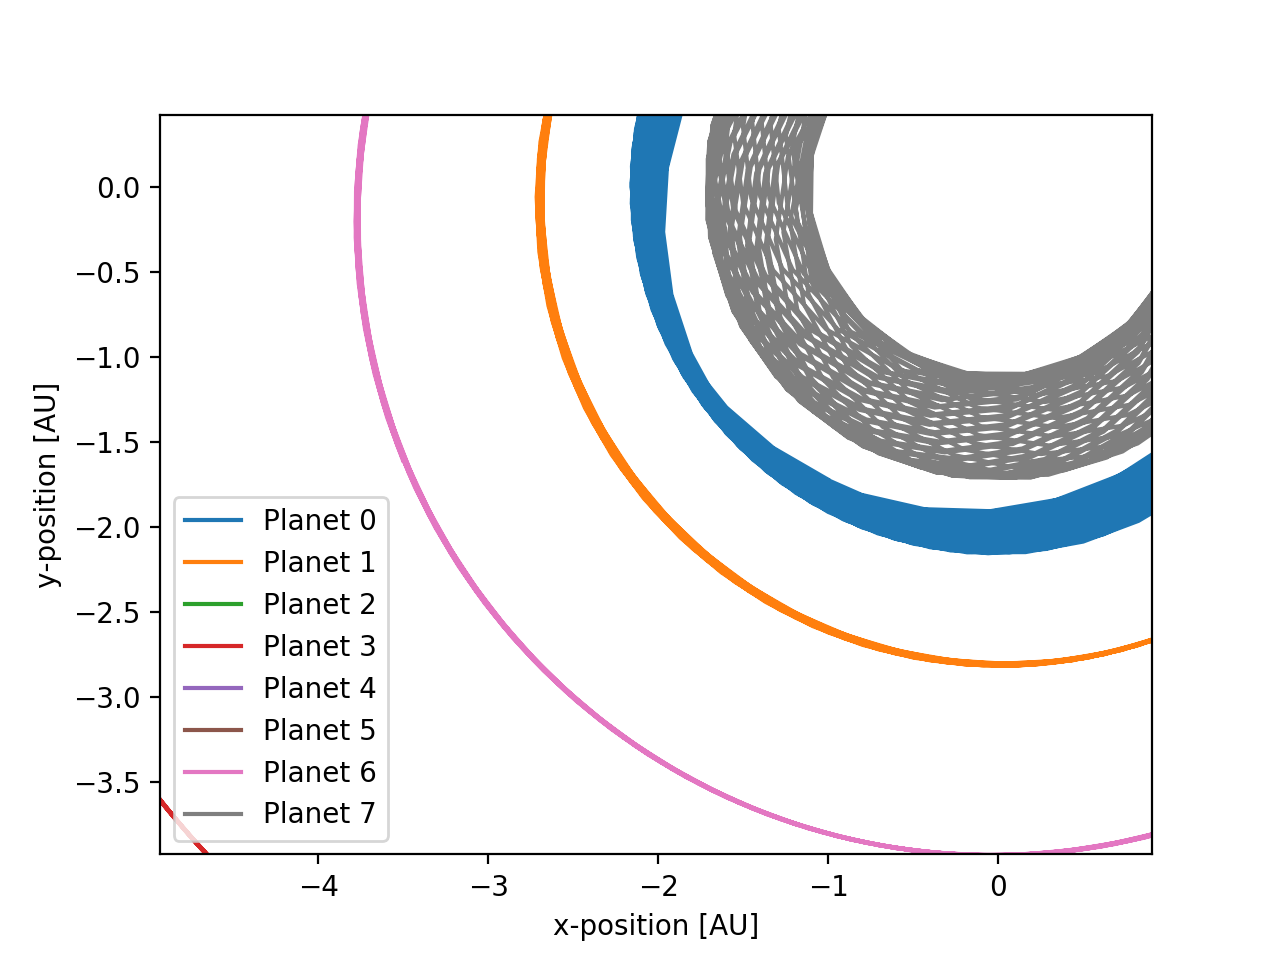 0.0
−0.5
−1.0
−1.5
−2.0
−2.5
−3.0
−3.5
y-position [AU]
Planet 0
Planet 1
Planet 2
Planet 3
Planet 4
Planet 5
Planet 6
Planet 7
−4 −3 −2 −1 0
x-position [AU]